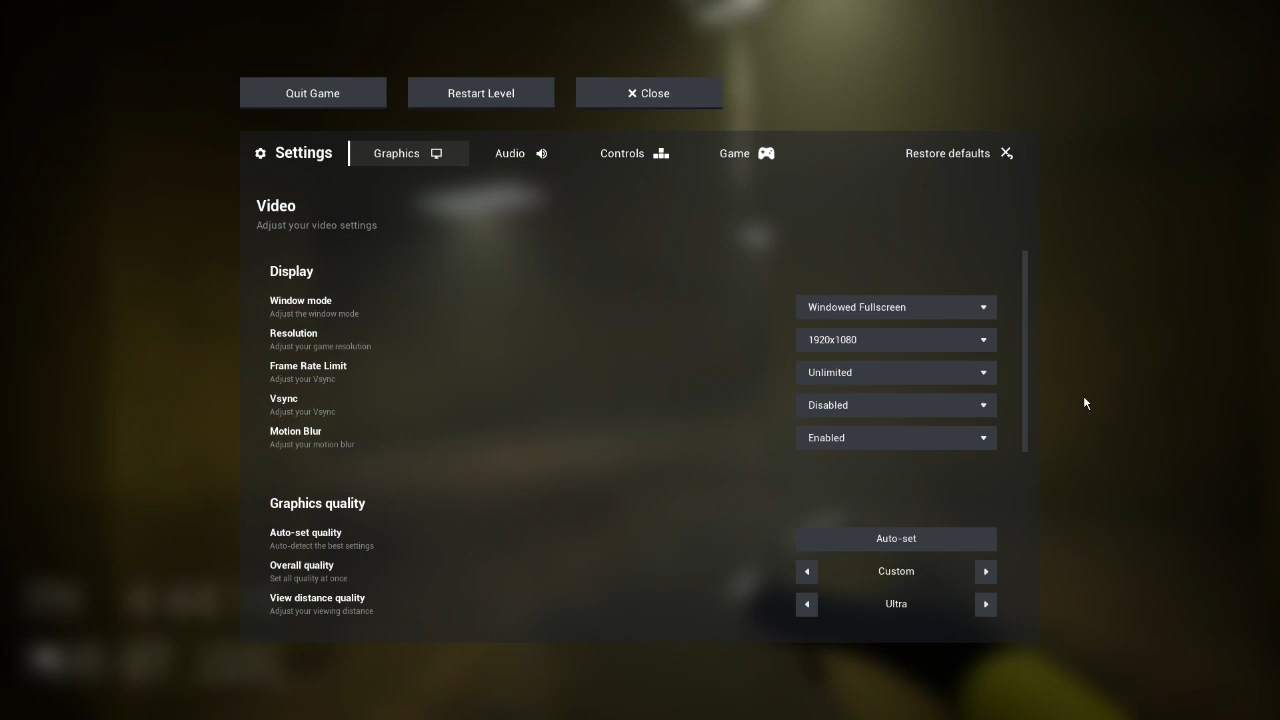 Quit Game
Restart Level
Close
Settings
Graphics
Audio
Controls
Game
Restore defaults
Video
Adjust your video settings
Display
Window mode
Adjust the window mode
Windowed Fullscreen
Resolution
Adjust your game resolution
1920x1080
Frame Rate Limit
Adjust your Vsync
Unlimited
Vsync
Adjust your Vsync
Disabled
Motion Blur
Adjust your motion blur
Enabled
Graphics quality
Auto-set quality
Auto-detect the best settings
Auto-set
Overall quality
Set all quality at once
Custom
View distance quality
Adjust your viewing distance
Ultra